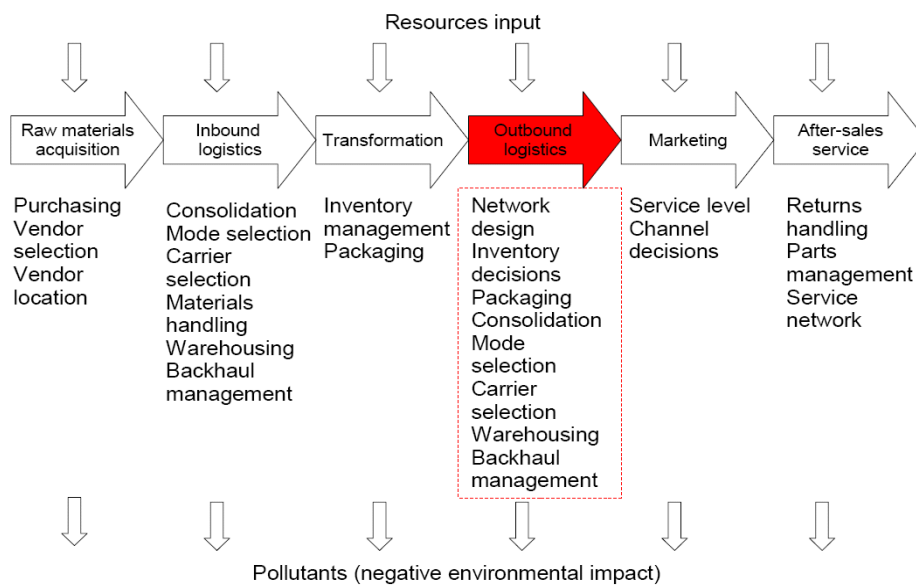 Resources input
Raw materials
acquisition
Inbound
logistics
Transformation
Outbound
logistics
Marketing
After-sales
service
Purchasing
Vendor
selection
Vendor
location
Consolidation
Mode selection
Carrier
selection
Materials
handling
Warehousing
Backhaul
management
Inventory
management
Packaging
Network
design
Inventory
decisions
Packaging
Consolidation
Mode
selection
Carrier
selection
Warehousing
Backhaul
management
Service level
Channel
decisions
Returns
handling
Parts
management
Service
network
Pollutants (negative environmental impact)